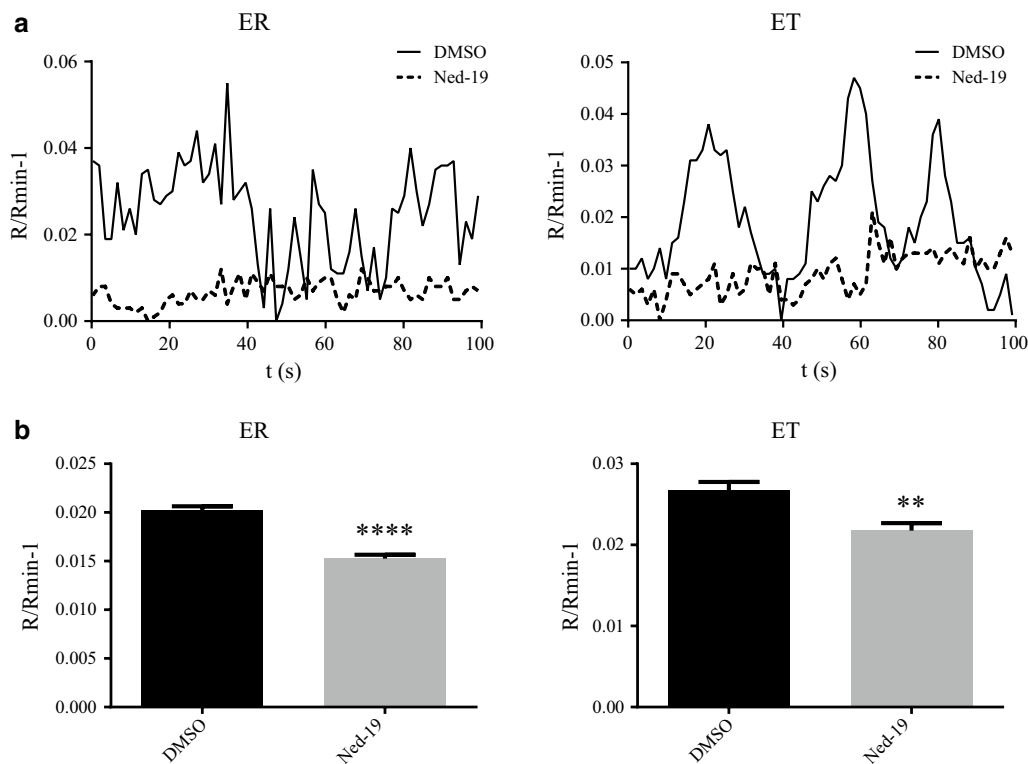 a
ER
DMSO
Ned-19
0.06
0.04
0.02
0.00
R/Rmin-1
0 20 40 60 80 100
t (s)
ET
DMSO
Ned-19
0.05
0.04
0.03
0.02
0.01
0.00
R/Rmin-1
0 20 40 60 80 100
t (s)
b
ER
0.025
0.020
0.015
0.010
0.005
0.000
R/Rmin-1
****
DMSO
Ned-19
ET
0.03
0.02
0.01
0.00
R/Rmin-1
**
DMSO
Ned-19